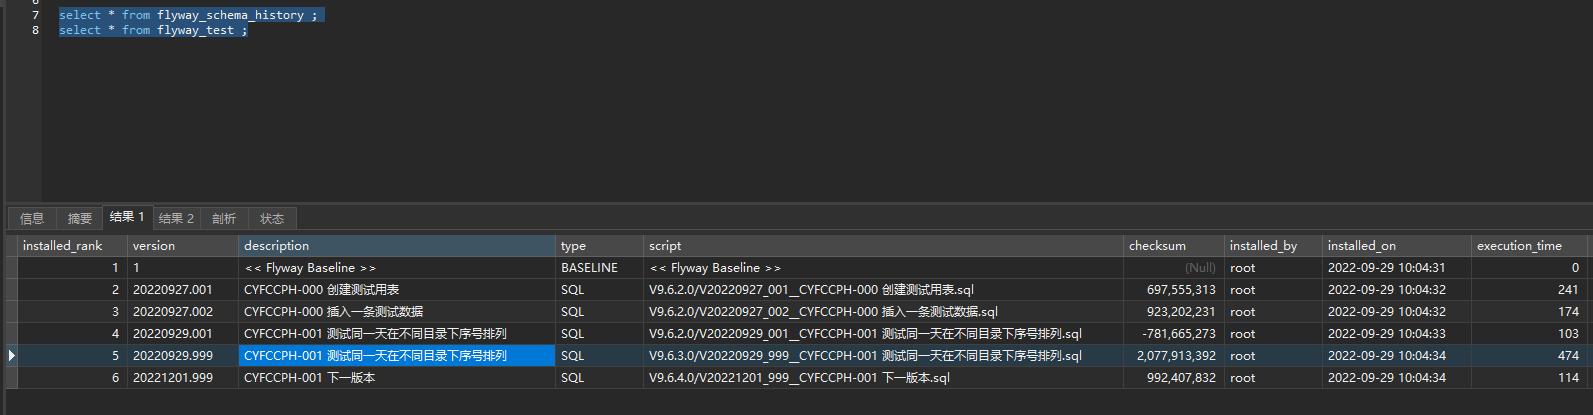 6
7 select * from flyway_schema_history ;
8 select * from flyway_test ;
信息 摘要 结果 1 结果 2 剖析 状态
installed_rank version description type script checksum installed_by installed_on execution_time
1 1 << Flyway Baseline >> BASELINE << Flyway Baseline >> (Null) root 2022-09-29 10:04:31 0
2 20220927.001 CYFCCPH-000 创建测试用表 SQL V9.6.2.0/V20220927_001__CYFCCPH-000 创建测试用表.sql 697,555,313 root 2022-09-29 10:04:32 241
3 20220927.002 CYFCCPH-000 插入一条测试数据 SQL V9.6.2.0/V20220927_002__CYFCCPH-000 插入一条测试数据.sql 923,202,231 root 2022-09-29 10:04:32 174
4 20220929.001 CYFCCPH-001 测试同一天在不同目录下序号排列 SQL V9.6.2.0/V20220929_001__CYFCCPH-001 测试同一天在不同目录下序号排列.sql -781,665,273 root 2022-09-29 10:04:33 103
5 20220929.999 CYFCCPH-001 测试同一天在不同目录下序号排列 SQL V9.6.3.0/V20220929_999__CYFCCPH-001 测试同一天在不同目录下序号排列.sql 2,077,913,392 root 2022-09-29 10:04:34 474
6 20221201.999 CYFCCPH-001 下一版本 SQL V9.6.4.0/V20221201_999__CYFCCPH-001 下一版本.sql 992,407,832 root 2022-09-29 10:04:34 114